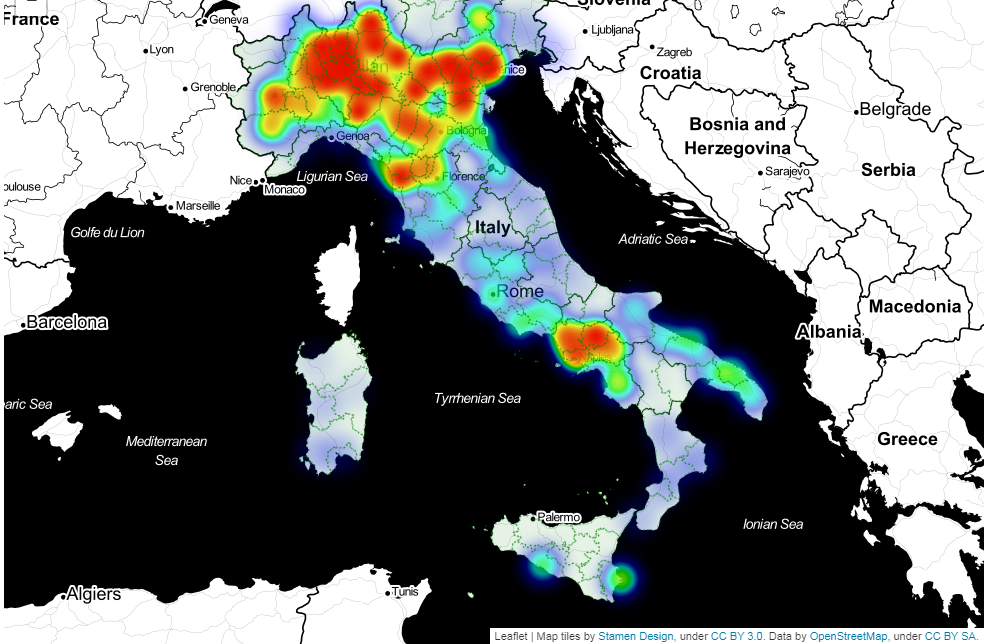 Slovenia
France
Geneva
Ljubljana
Lyon
Zagreb
Milan
nice
Croatia
Grenoble
Belgrade
Bosnia and
Herzegovina
Bologna
Genoa
Serbia
Sarajevo
Florence
Ligurian Sea
Nice
Monaco
oulouse
Marseille
Italy
Golfe du Lion
Adriatic Sea
Rome
Macedonia
Barcelona
Albania
Tyrrhenian Sea
aric Sea
Mediterranean
Sea
Greece
Palermo
Ionian Sea
Algiers
Tunis
Leaflet | Map tiles by Stamen Design, under CC BY 3.0. Data by OpenStreetMap, under CC BY SA.